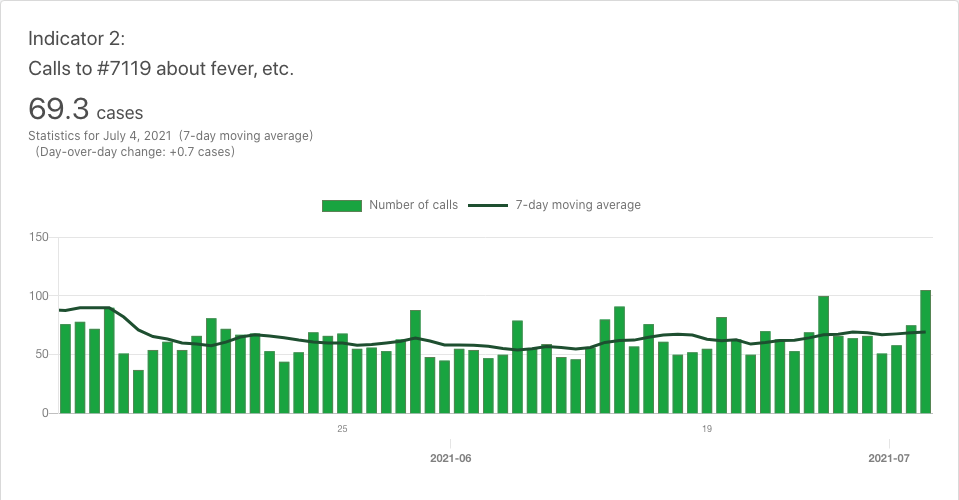 Indicator 2:
Calls to #7119 about fever, etc.
69.3 cases
Statistics for July 4, 2021 (7-day moving average)
(Day-over-day change: +0.7 cases)
Number of calls 7-day moving average
150
100
50
0
25 19
2021-06 2021-07